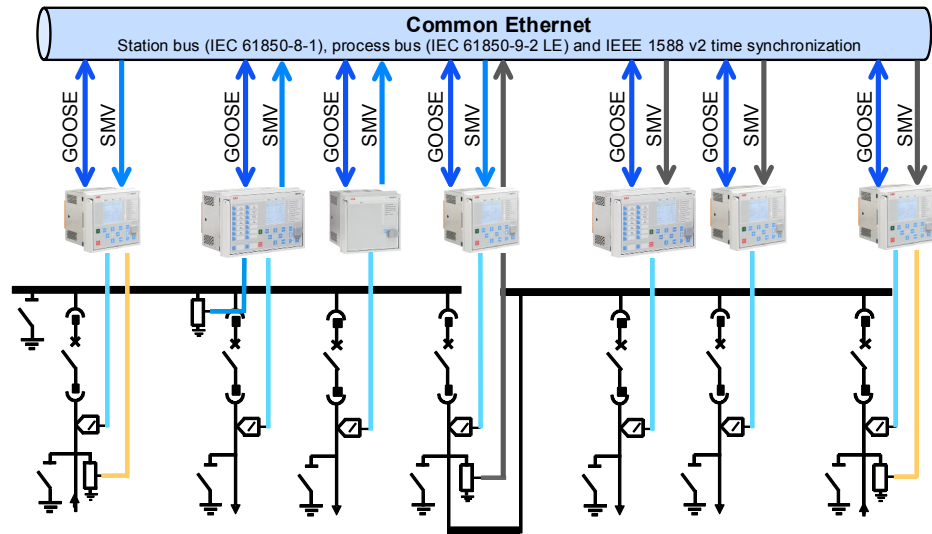 Common Ethernet
Station bus (IEC 61850-8-1), process bus (IEC 61850-9-2 LE) and IEEE 1588 v2 time synchronization
GOOSE
SMV
GOOSE
SMV
GOOSE
SMV
GOOSE
SMV
GOOSE
SMV
GOOSE
SMV
GOOSE
SMV